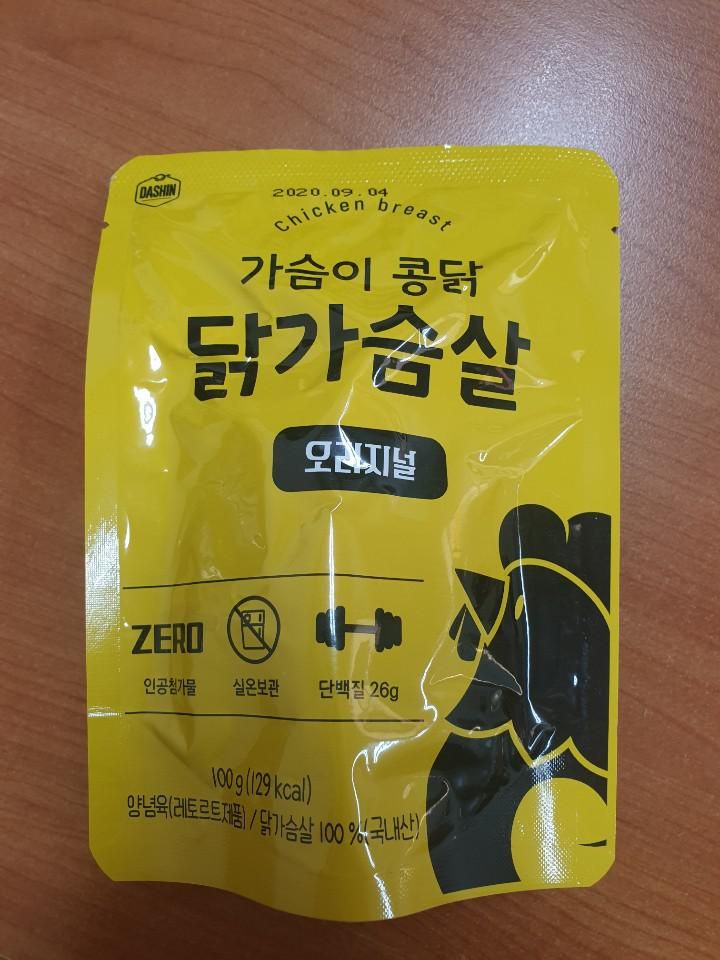 DASHIN
2020.09.04
Chicken breast
가슴이 콩닭
닭가슴살
오리지널
ZERO
인공첨가물
실온보관
단백질 26g
100 g (129 kcal)
양념육(레토르트제품) / 닭가슴살 100 %(국내산)